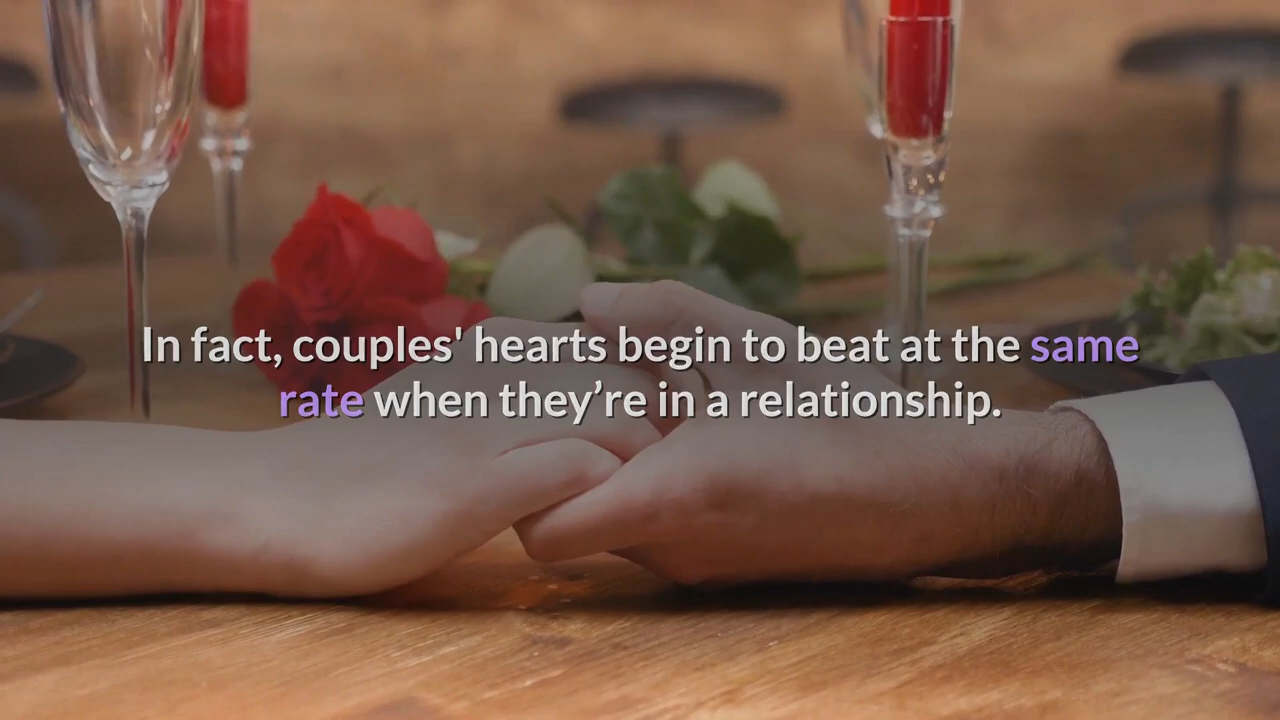 In fact, couples' hearts begin to beat at the same
rate when they’re in a relationship.